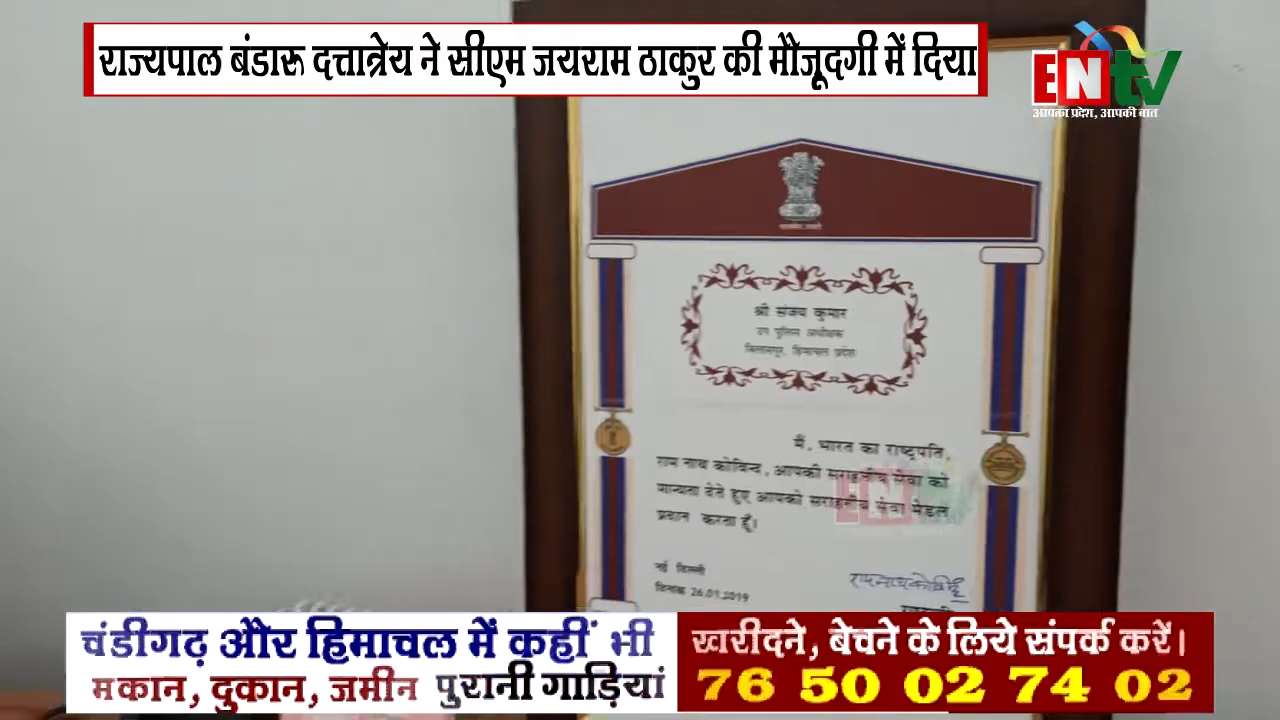 राज्यपाल बंडारू दत्तात्रेय ने सीएम जयराम ठाकुर की मौजूदगी में दिया
ENtv
आपका प्रदेश, आपकी बात
श्री संजय कुमार
उप पुलिस अधीक्षक
बिलासपुर, हिमाचल प्रदेश
मैं, भारत का राष्ट्रपति,
राम नाथ कोविन्द, आपकी सराहनीय सेवा को
मान्यता देते हुए आपको सराहनीय सेवा मेडल
प्रदान करता हूँ।
नई दिल्ली
दिनांक 26.01.2019
चंडीगढ़ और हिमाचल में कहीं भी
मकान, दुकान, जमीन पुरानी गाड़ियां
खरीदने, बेचने के लिये संपर्क करें।
76 50 02 74 02